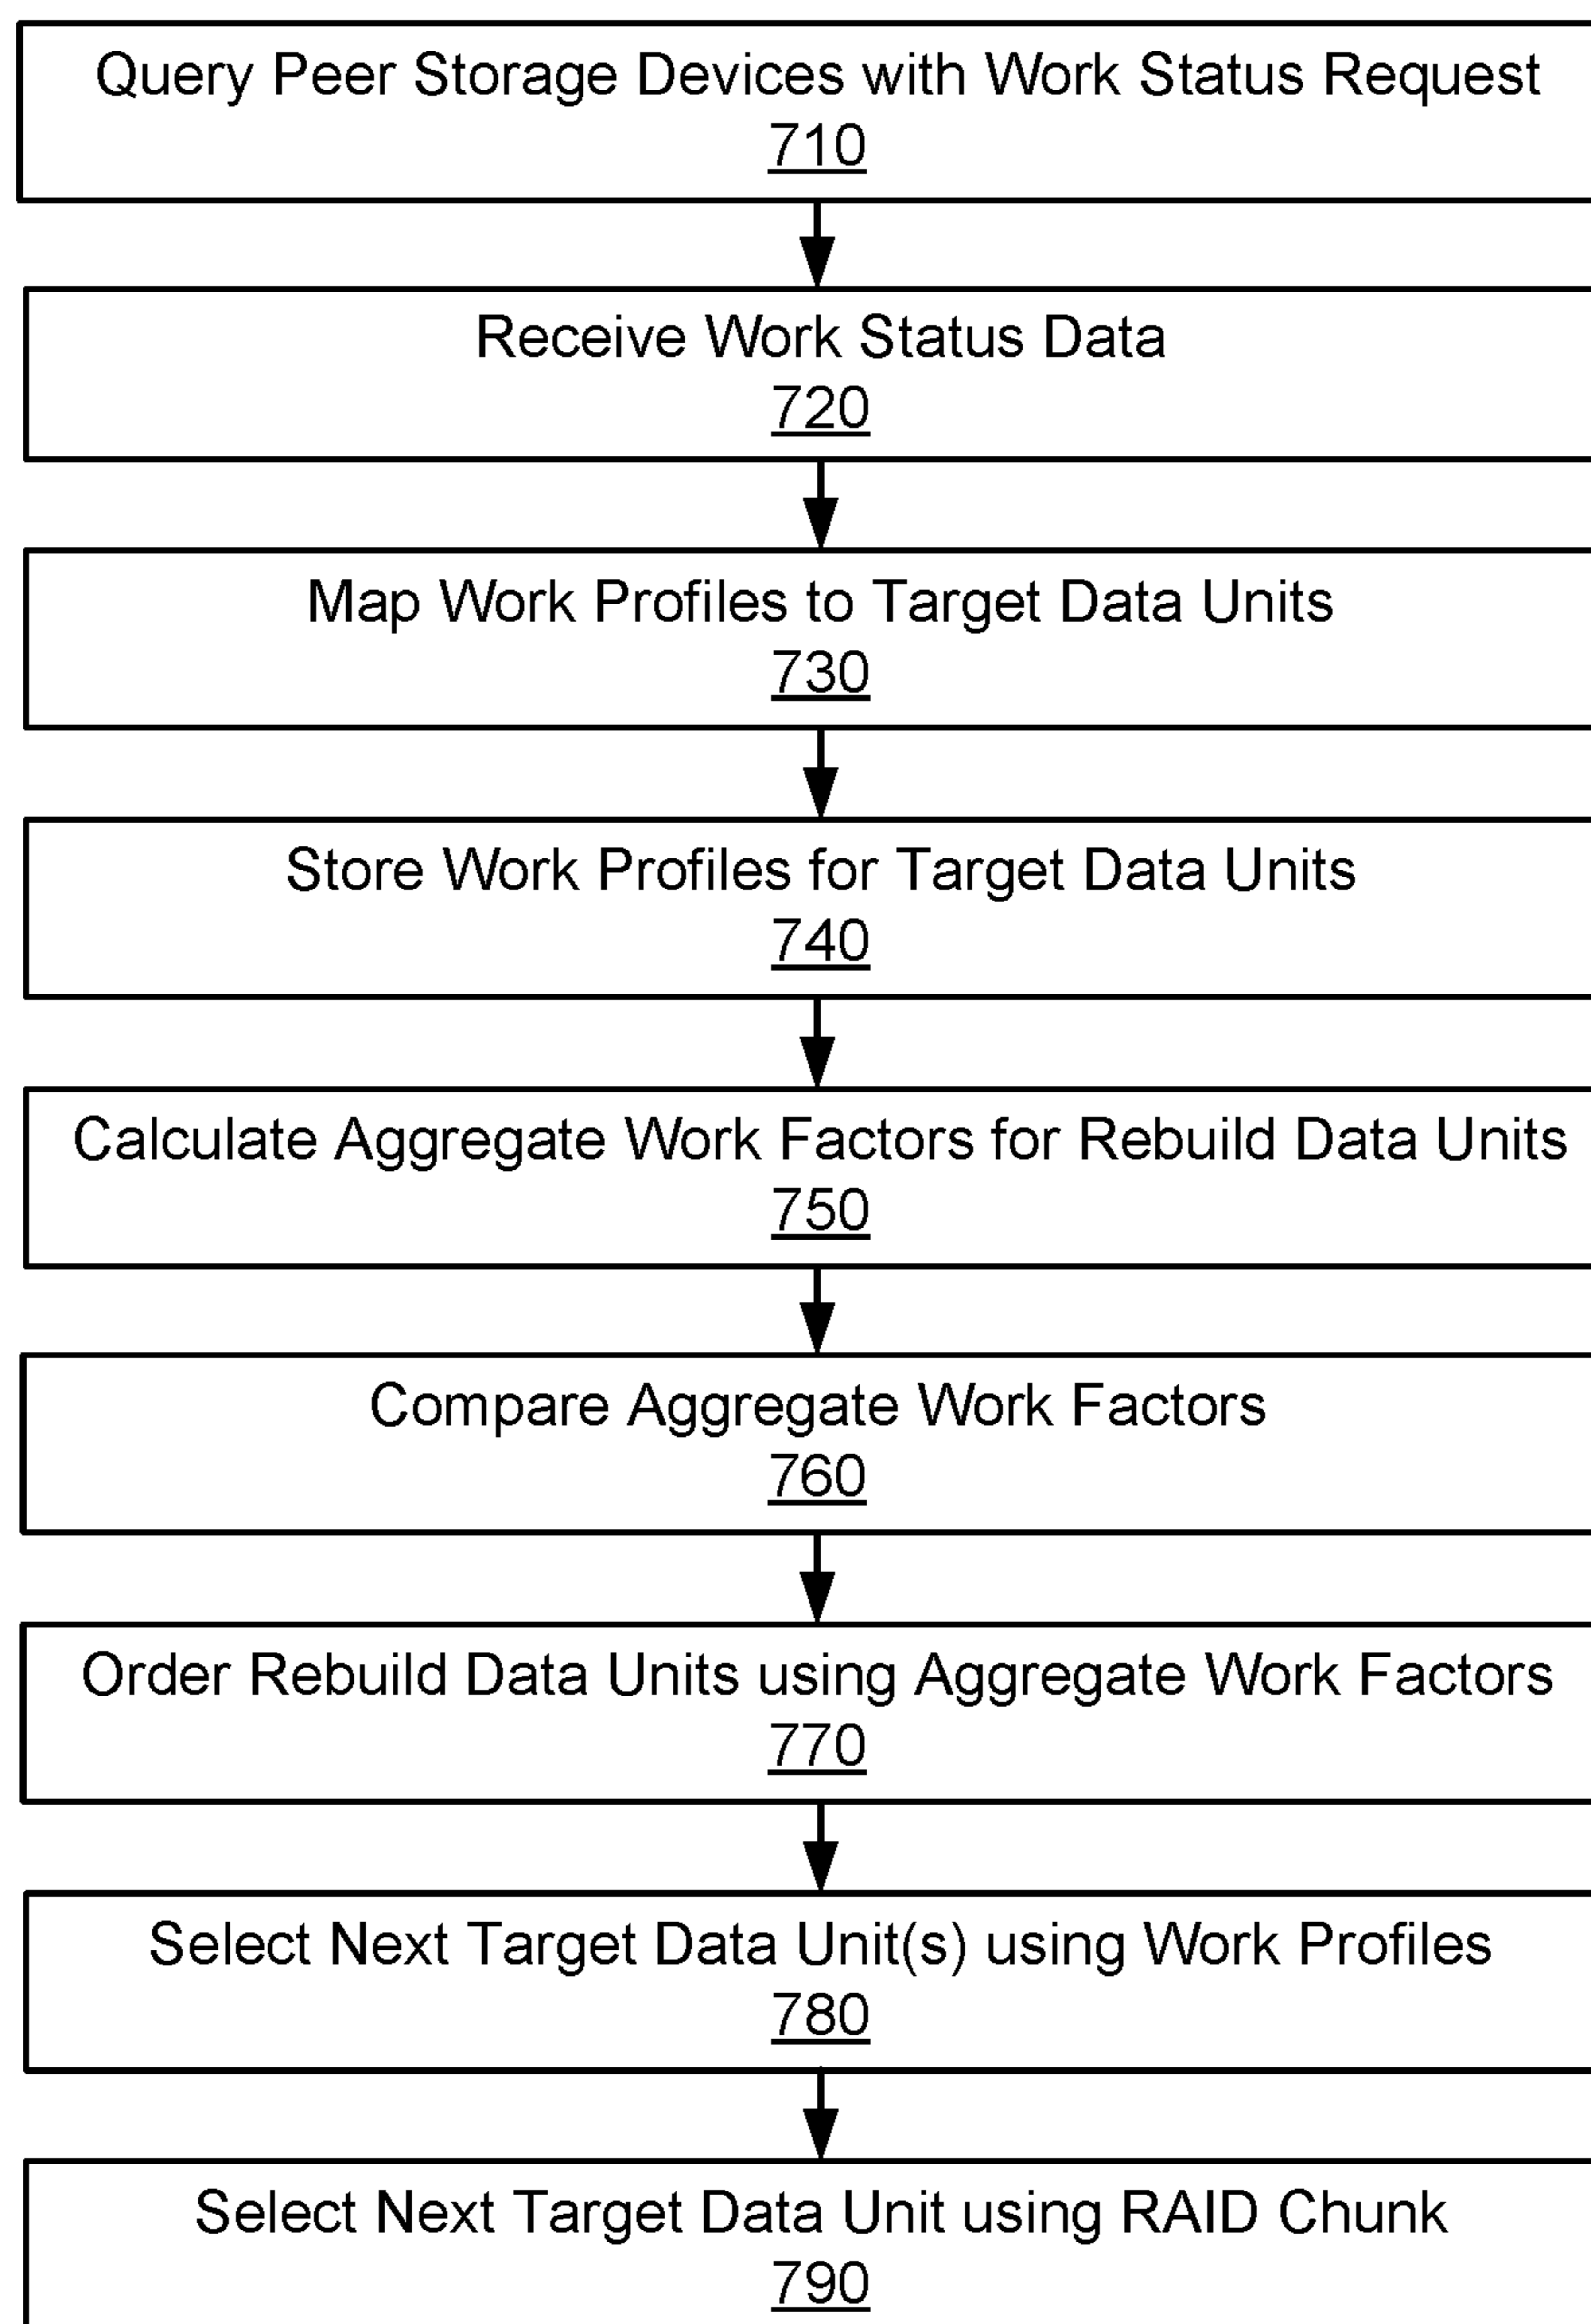 Query Peer Storage Devices with Work Status Request
710
Receive Work Status Data
720
Map Work Profiles to Target Data Units
730
Store Work Profiles for Target Data Units
740
Calculate Aggregate Work Factors for Rebuild Data Units
750
Compare Aggregate Work Factors
760
Order Rebuild Data Units using Aggregate Work Factors
770
Select Next Target Data Unit(s) using Work Profiles
780
Select Next Target Data Unit using RAID Chunk
790